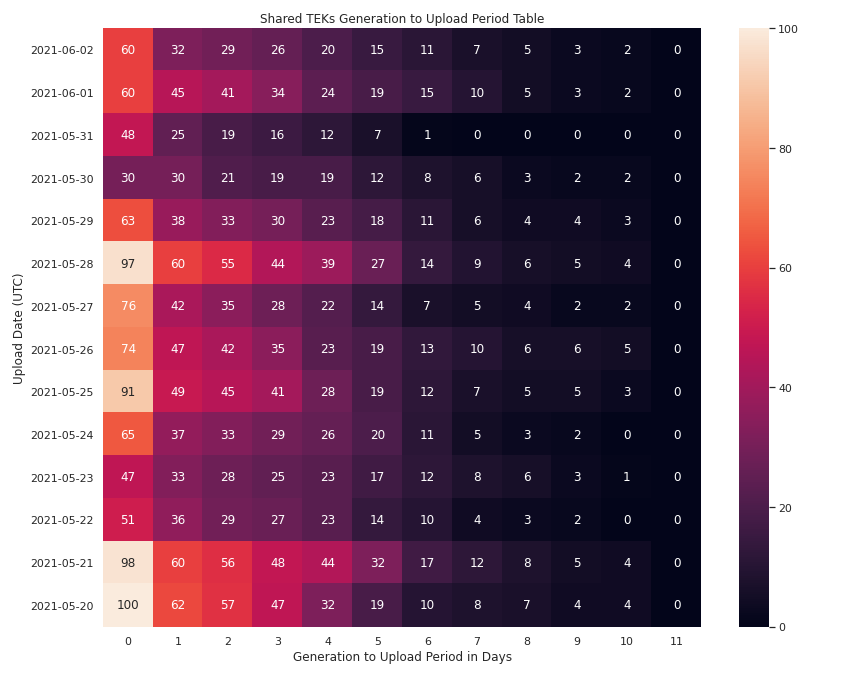 Shared TEKs Generation to Upload Period Table
2021-06-02 60 32 29 26 20 15 11 7 5 3 2 0
2021-06-01 60 45 41 34 24 19 15 10 5 3 2 0
2021-05-31 48 25 19 16 12 7 1 0 0 0 0 0
2021-05-30 30 30 21 19 19 12 8 6 3 2 2 0
2021-05-29 63 38 33 30 23 18 11 6 4 4 3 0
2021-05-28 97 60 55 44 39 27 14 9 6 5 4 0
2021-05-27 76 42 35 28 22 14 7 5 4 2 2 0
2021-05-26 74 47 42 35 23 19 13 10 6 6 5 0
2021-05-25 91 49 45 41 28 19 12 7 5 5 3 0
2021-05-24 65 37 33 29 26 20 11 5 3 2 0 0
2021-05-23 47 33 28 25 23 17 12 8 6 3 1 0
2021-05-22 51 36 29 27 23 14 10 4 3 2 0 0
2021-05-21 98 60 56 48 44 32 17 12 8 5 4 0
2021-05-20 100 62 57 47 32 19 10 8 7 4 4 0
0 1 2 3 4 5 6 7 8 9 10 11
Generation to Upload Period in Days
Upload Date (UTC)
100
80
60
40
20
0